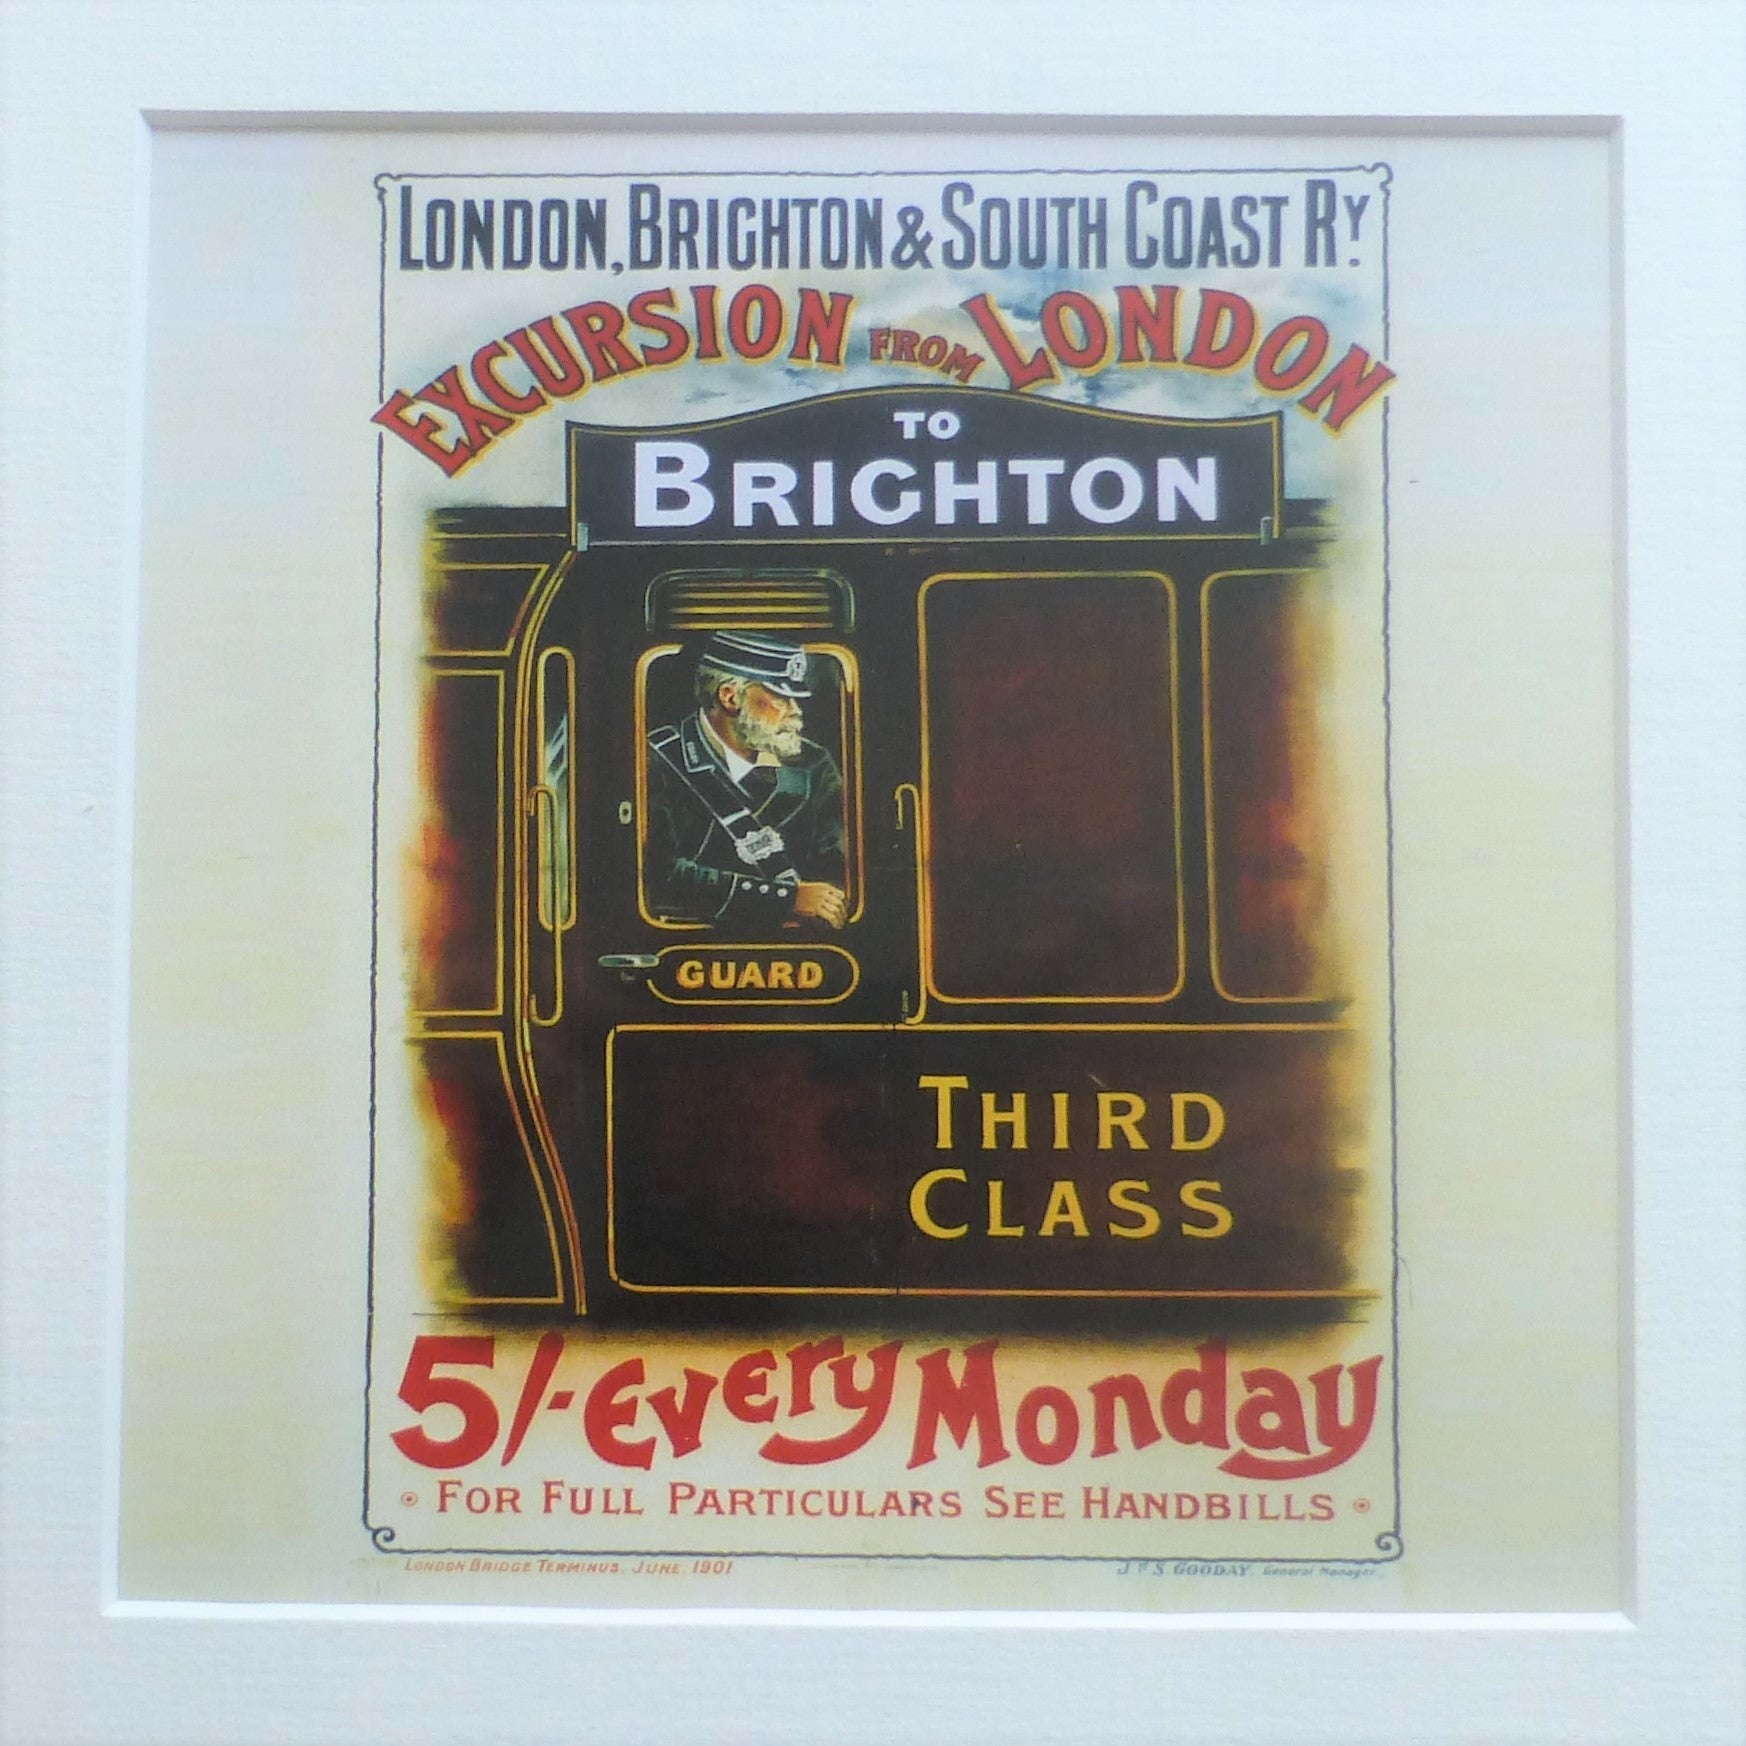 LONDON, BRIGHTON & SOUTH COAST RY.
EXCURSION FROM LONDON
TO
BRIGHTON
GUARD
THIRD
CLASS
5/- Every Monday
FOR FULL PARTICULARS SEE HANDBILLS
LONDON BRIDGE TERMINUS. JUNE, 1901
GOODAY, General Manager.